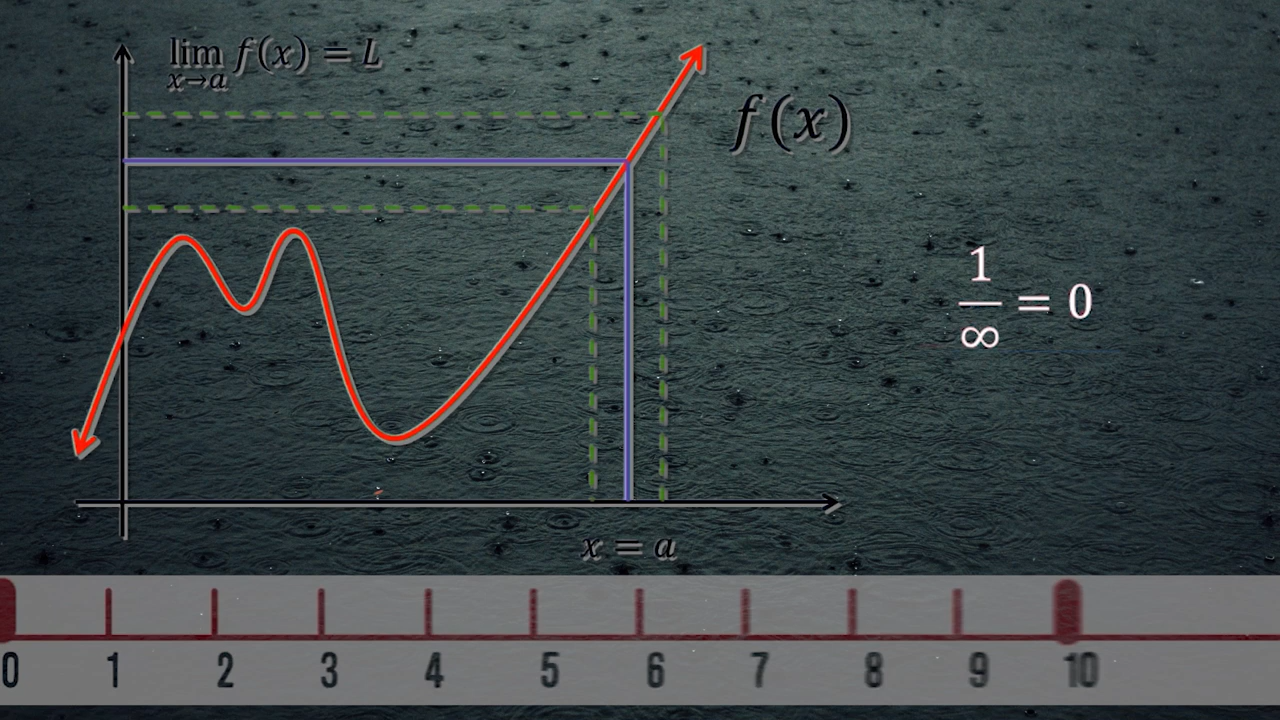 lim f(x) = L
x→a
f(x)
1
∞ = 0
x = a
0 1 2 3 4 5 6 7 8 9 10